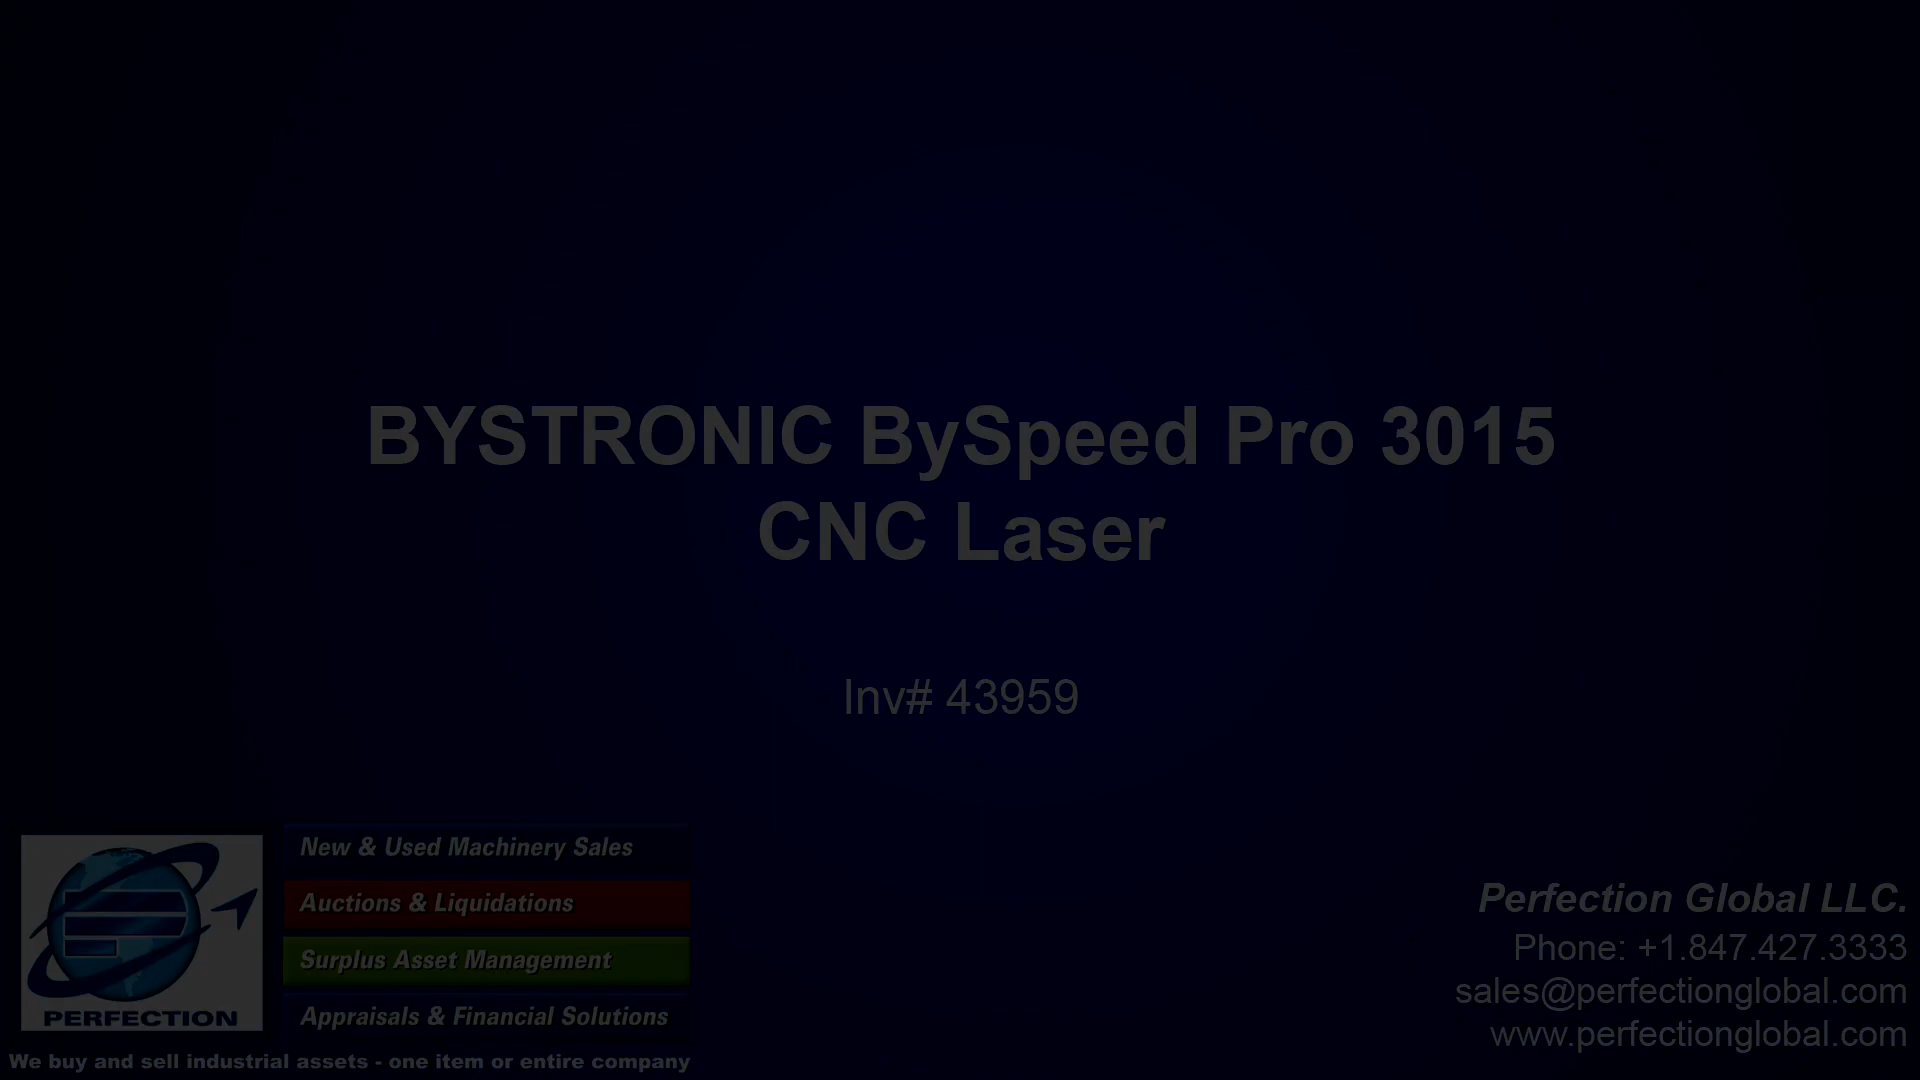 BYSTRONIC BySpeed Pro 3015
CNC Laser
Inv# 43959
New & Used Machinery Sales
Auctions & Liquidations
Surplus Asset Management
Appraisals & Financial Solutions
PERFECTION
We buy and sell industrial assets - one item or entire company
Perfection Global LLC.
Phone: +1.847.427.3333
sales@perfectionglobal.com
www.perfectionglobal.com